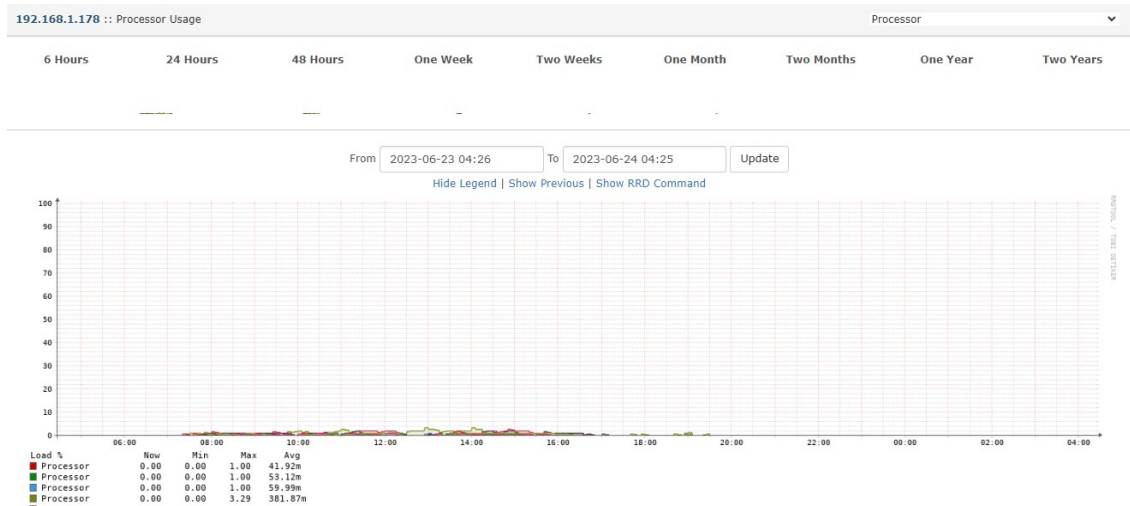 192.168.1.178 :: Processor Usage Processor
6 Hours 24 Hours 48 Hours One Week Two Weeks One Month Two Months One Year Two Years
From 2023-06-23 04:26 To 2023-06-24 04:25 Update
Hide Legend | Show Previous | Show RRD Command
RRDTOOL / TOBI OETIKER
100
90
80
70
60
50
40
30
20
10
0
06:00 08:00 10:00 12:00 14:00 16:00 18:00 20:00 22:00 00:00 02:00 04:00
Load % Now Min Max Avg
Processor 0.00 0.00 1.00 41.92m
Processor 0.00 0.00 1.00 53.12m
Processor 0.00 0.00 1.00 59.99m
Processor 0.00 0.00 3.29 381.87m